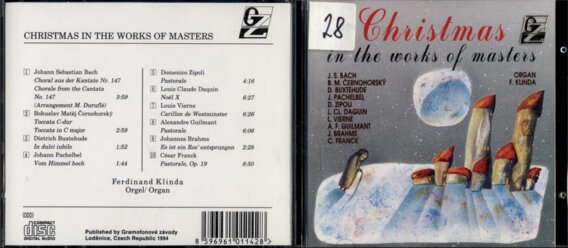 GZ
CHRISTMAS IN THE WORKS OF MASTERS
1 Johann Sebastian Bach
Choral aus der Kantate Nr. 147
Chorale from the Cantata
No. 147 3:59
(Arrangement M. Duruflé)
2 Bohuslav Matěj Černohorský
Toccata C-dur
Toccata in C major 2:59
3 Dietrich Buxtehude
In dulci iubilo 1:52
4 Johann Pachelbel
Vom Himmel hoch 1:44
5 Domenico Zipoli
Pastorale 4:16
6 Louis Claude Daquin
Noël X 6:27
7 Louis Vierne
Carillon de Westminster 6:26
8 Alexandre Guilmant
Pastorale 6:06
9 Johannes Brahms
Es ist ein Ros' entsprungen 2:28
10 César Franck
Pastorale, Op. 19 8:50
Ferdinand Klinda
Orgel/ Organ
COMPACT
disc
DIGITAL AUDIO
Published by Gramofonové závody
Loděnice, Czech Republic 1994
8 596961 011428
28
Christmas
GZ
in the works of masters
J. S. BACH
B. M. ČERNOHORSKÝ
D. BUXTEHUDE
J. PACHELBEL
D. ZIPOLI
L. CL. DAGUIN
L. VIERNE
A. F. GUILMANT
J. BRAHMS
C. FRANCK
ORGAN
F. KLINDA